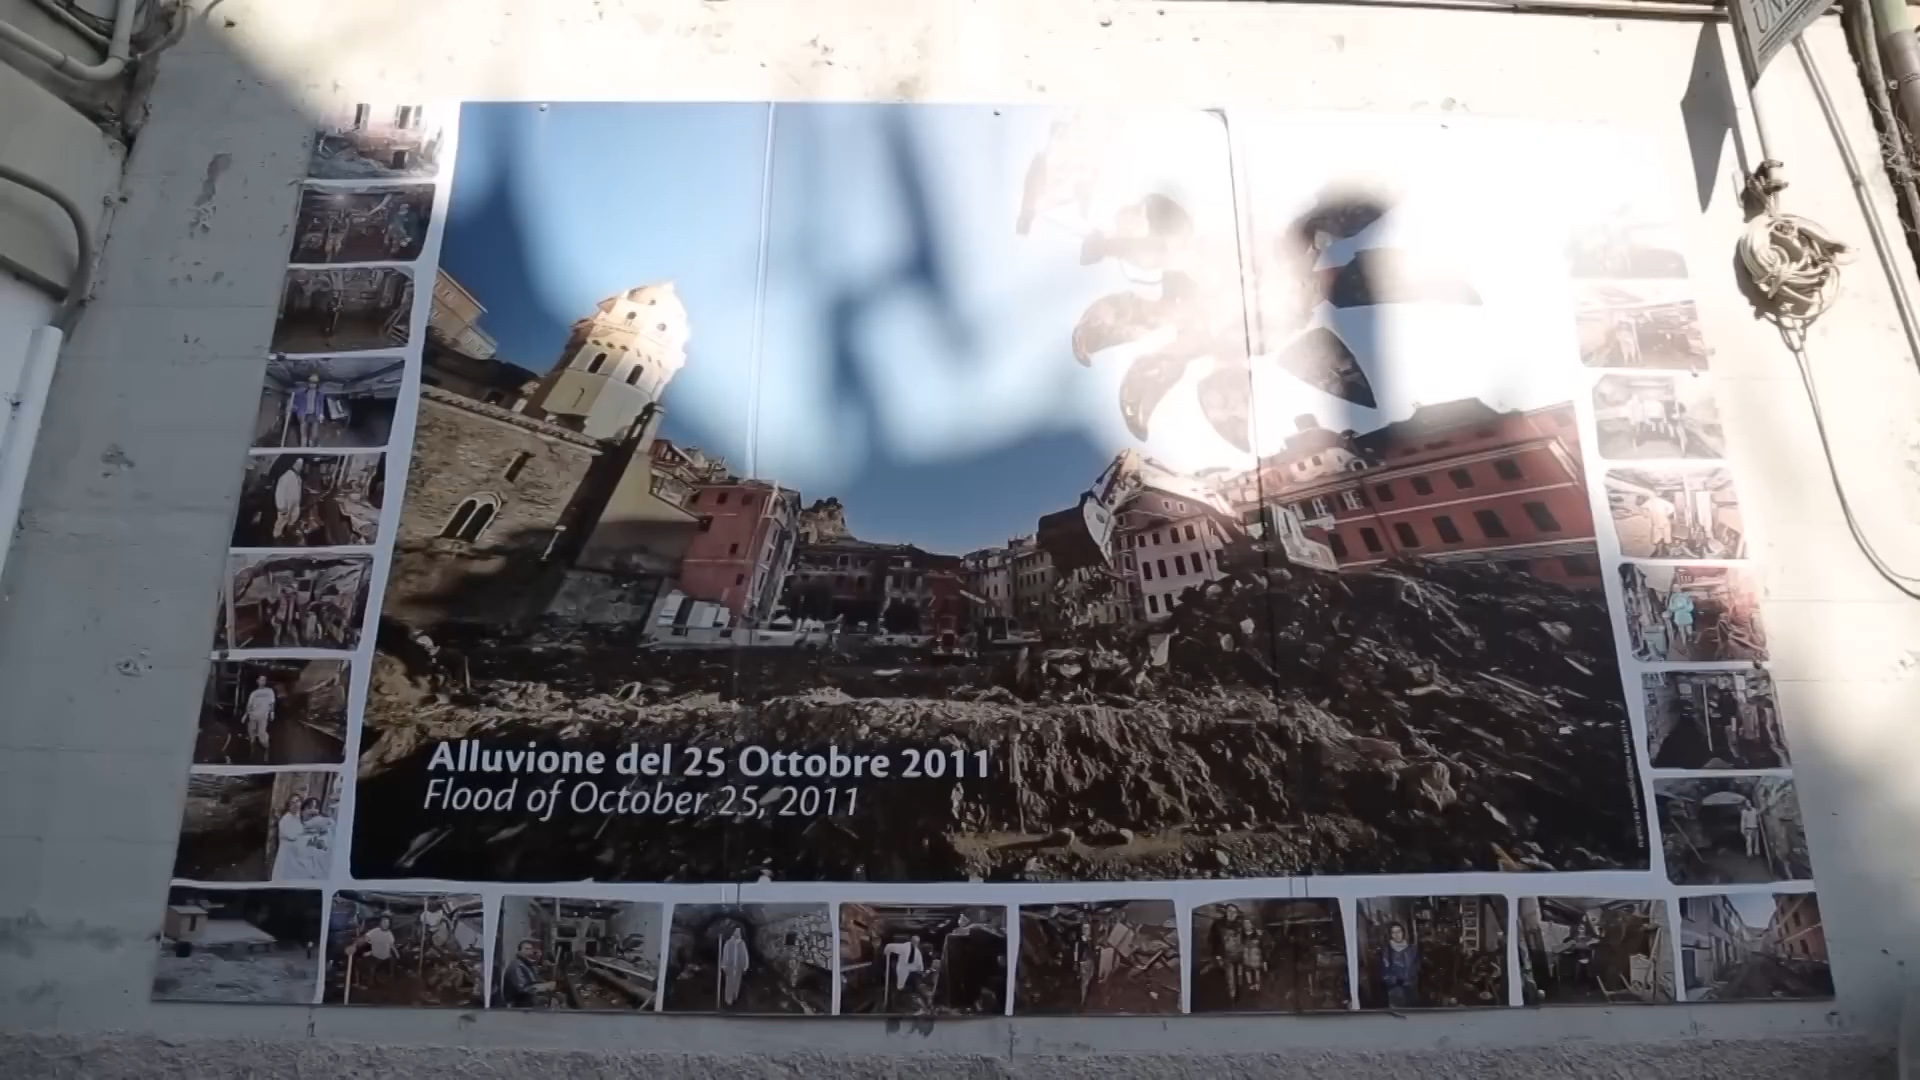 Alluvione del 25 Ottobre 2011
Flood of October 25, 2011